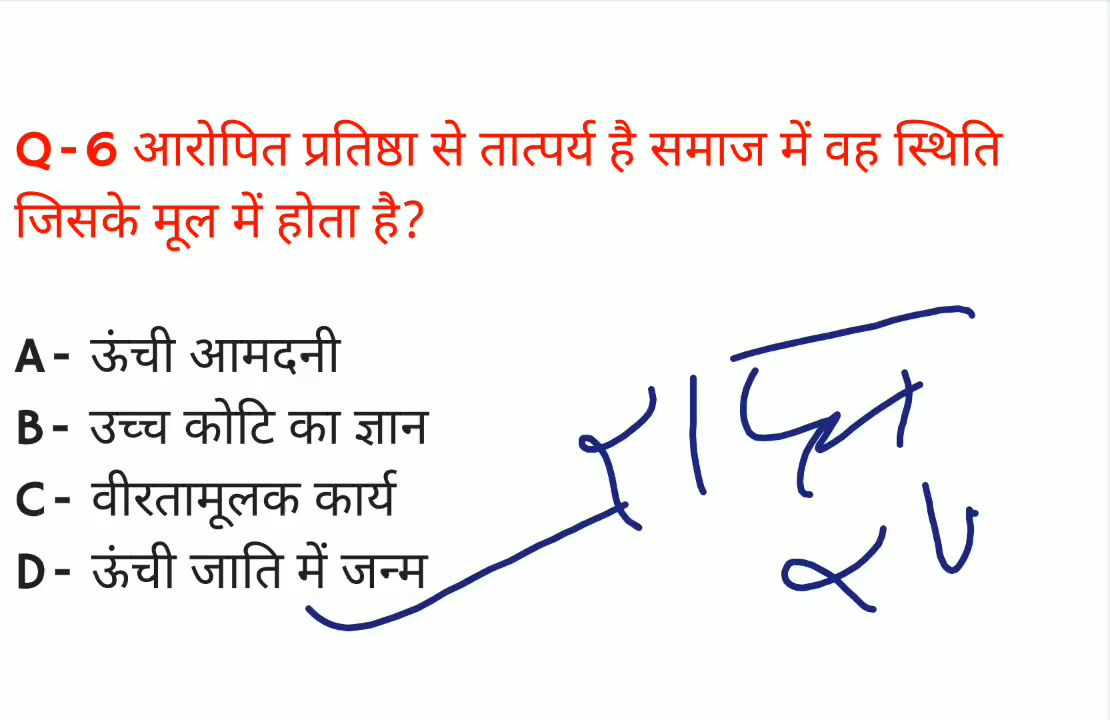 Q-6 आरोपित प्रतिष्ठा से तात्पर्य है समाज में वह स्थिति
जिसके मूल में होता है?
A- ऊंची आमदनी
B- उच्च कोटि का ज्ञान
C- वीरतामूलक कार्य
D- ऊंची जाति में जन्म